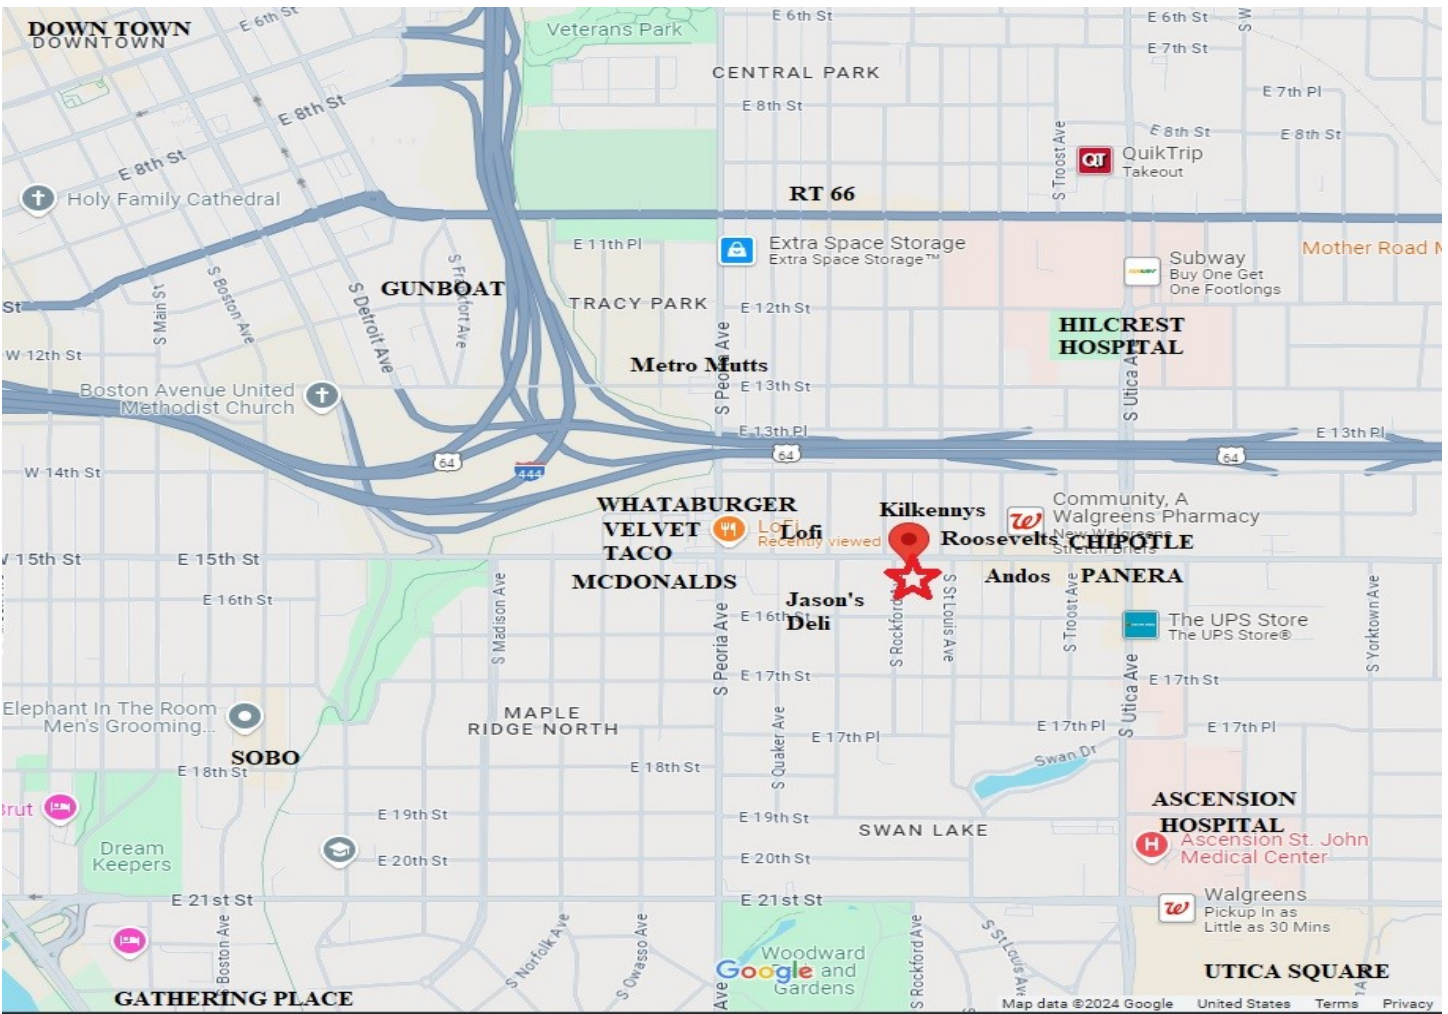 DOWN TOWN
DOWNTOWN
E 6th St
Veterans Park
E 6th St
E 6th St
S W
CENTRAL PARK
E 7th St
E 8th St
E 8th St
E 7th Pl
E 8th St
E 8th St
E 8th St
S Troost Ave
QT
QuikTrip
Takeout
Holy Family Cathedral
RT 66
E 11th Pl
Extra Space Storage
Extra Space Storage™
Mother Road M
Subway
Buy One Get
One Footlongs
S Frankfort Ave
S Boston Ave
S Main St
S Detroit Ave
GUNBOAT
TRACY PARK
E 12th St
St
HILCREST
HOSPITAL
W 12th St
S Peoria Ave
Metro Mutts
S Utica Ave
Boston Avenue United
Methodist Church
E 13th St
E 13th Pl
E 13th Pl
64
64
64
444
W 14th St
WHATABURGER
VELVET
TACO
LoFi
Recently viewed
Lofi
Kilkennys
Roosevelts
Community, A
Walgreens Pharmacy
New Walgreens
Stretch Briefs
CHIPOTLE
W 15th St
E 15th St
MCDONALDS
Andos
PANERA
E 16th St
Jason's
Deli
E 16th St
S Madison Ave
S Peoria Ave
S Rockford Ave
S St Louis Ave
S Troost Ave
The UPS Store
The UPS Store®
S Yorktown Ave
E 17th St
E 17th St
S Utica Ave
Elephant In The Room
Men's Grooming...
MAPLE
RIDGE NORTH
S Quaker Ave
E 17th Pl
E 17th Pl
E 17th Pl
SOBO
E 18th St
E 18th St
Swan Dr
Brut
E 19th St
E 19th St
SWAN LAKE
ASCENSION
HOSPITAL
Ascension St. John
Medical Center
Dream
Keepers
E 20th St
E 20th St
E 21st St
E 21st St
Walgreens
Pickup In as
Little as 30 Mins
S Boston Ave
S Norfolk Ave
S Owasso Ave
Ave
S Rockford Ave
S St Louis Ave
Woodward
Google and
Gardens
UTICA SQUARE
GATHERING PLACE
Map data ©2024 Google United States Terms Privacy